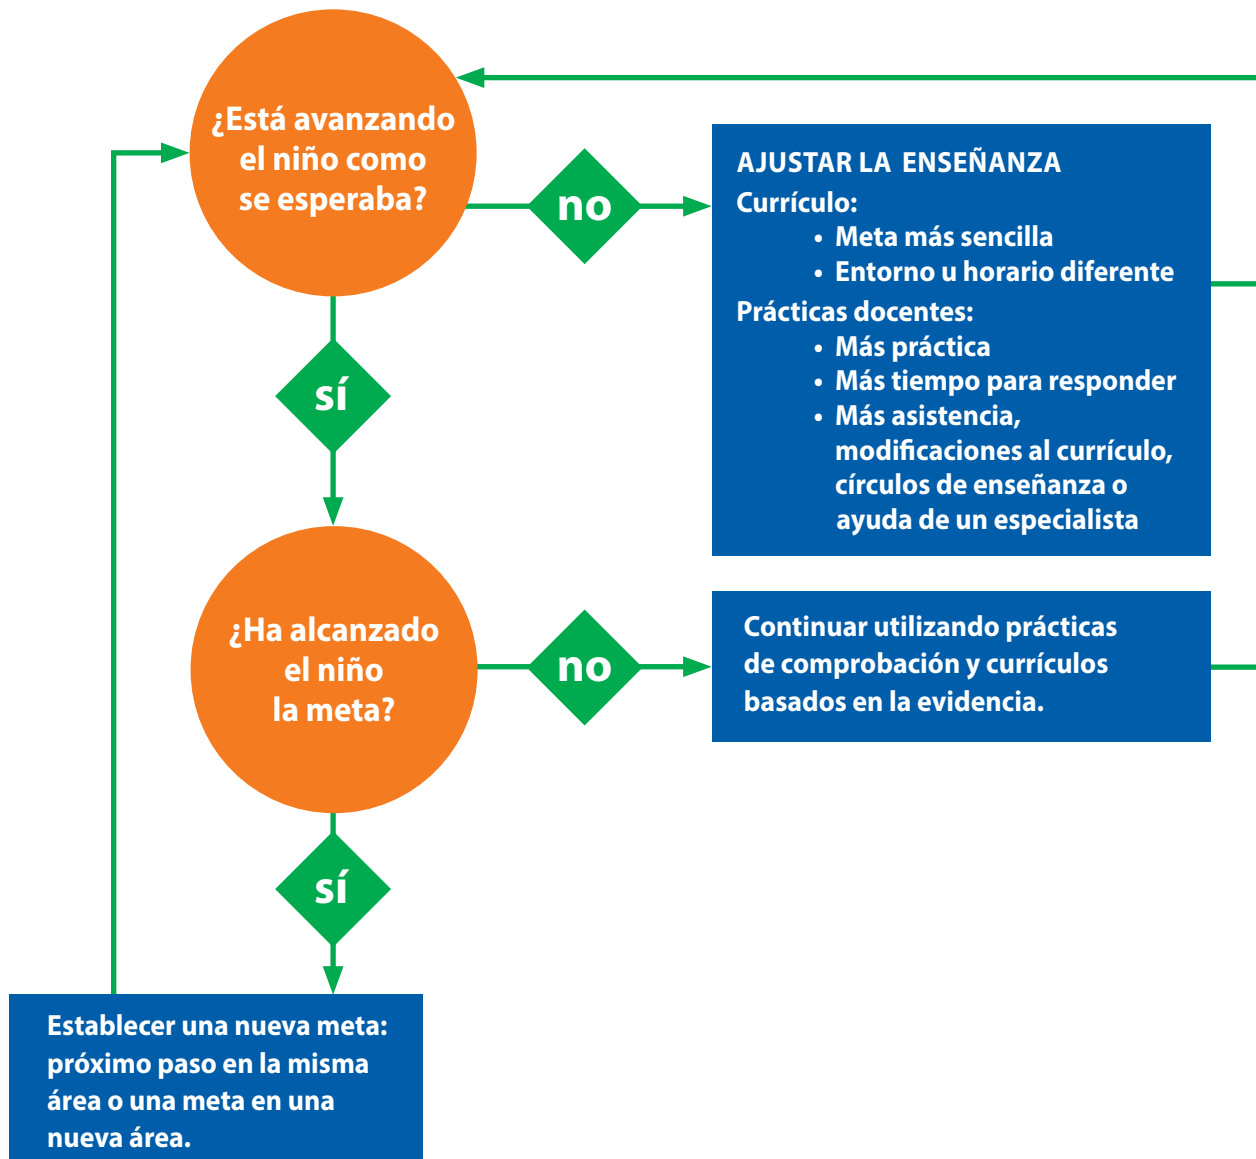 ¿Está avanzando
el niño como
se esperaba?
no
AJUSTAR LA ENSEÑANZA
Currículo:
• Meta más sencilla
• Entorno u horario diferente
Prácticas docentes:
• Más práctica
• Más tiempo para responder
• Más asistencia,
modificaciones al currículo,
círculos de enseñanza o
ayuda de un especialista
sí
¿Ha alcanzado
el niño
la meta?
no
Continuar utilizando prácticas
de comprobación y currículos
basados en la evidencia.
sí
Establecer una nueva meta:
próximo paso en la misma
área o una meta en una
nueva área.